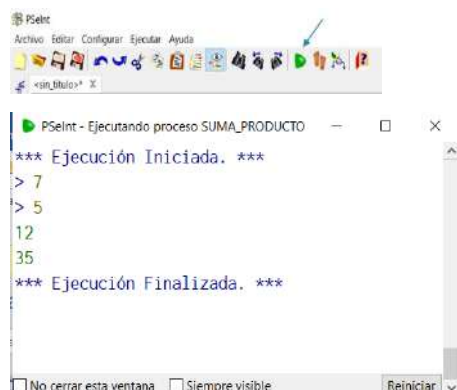 PSeInt
Archivo Editar Configurar Ejecutar Ayuda
<sin_titulo>* X
PSeInt - Ejecutando proceso SUMA_PRODUCTO
*** Ejecución Iniciada. ***
> 7
> 5
12
35
*** Ejecución Finalizada. ***
No cerrar esta ventana Siempre visible Reiniciar